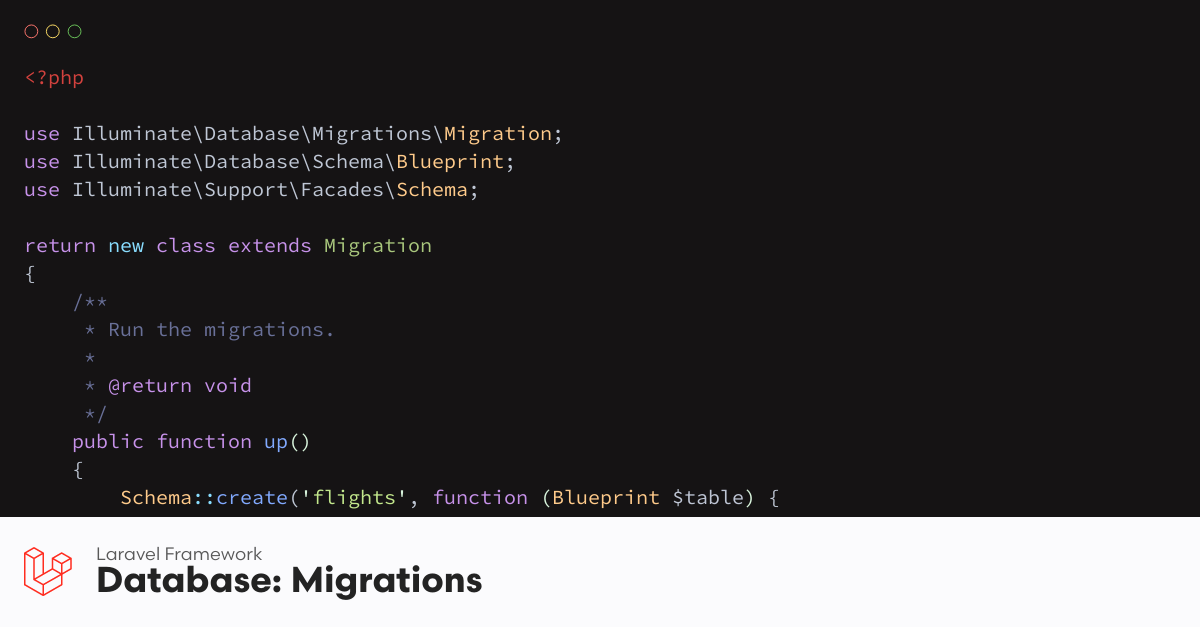 <?php

use Illuminate\Database\Migrations\Migration;
use Illuminate\Database\Schema\Blueprint;
use Illuminate\Support\Facades\Schema;

return new class extends Migration
{
    /**
     * Run the migrations.
     *
     * @return void
     */
    public function up()
    {
        Schema::create('flights', function (Blueprint $table) {
Laravel Framework
Database: Migrations